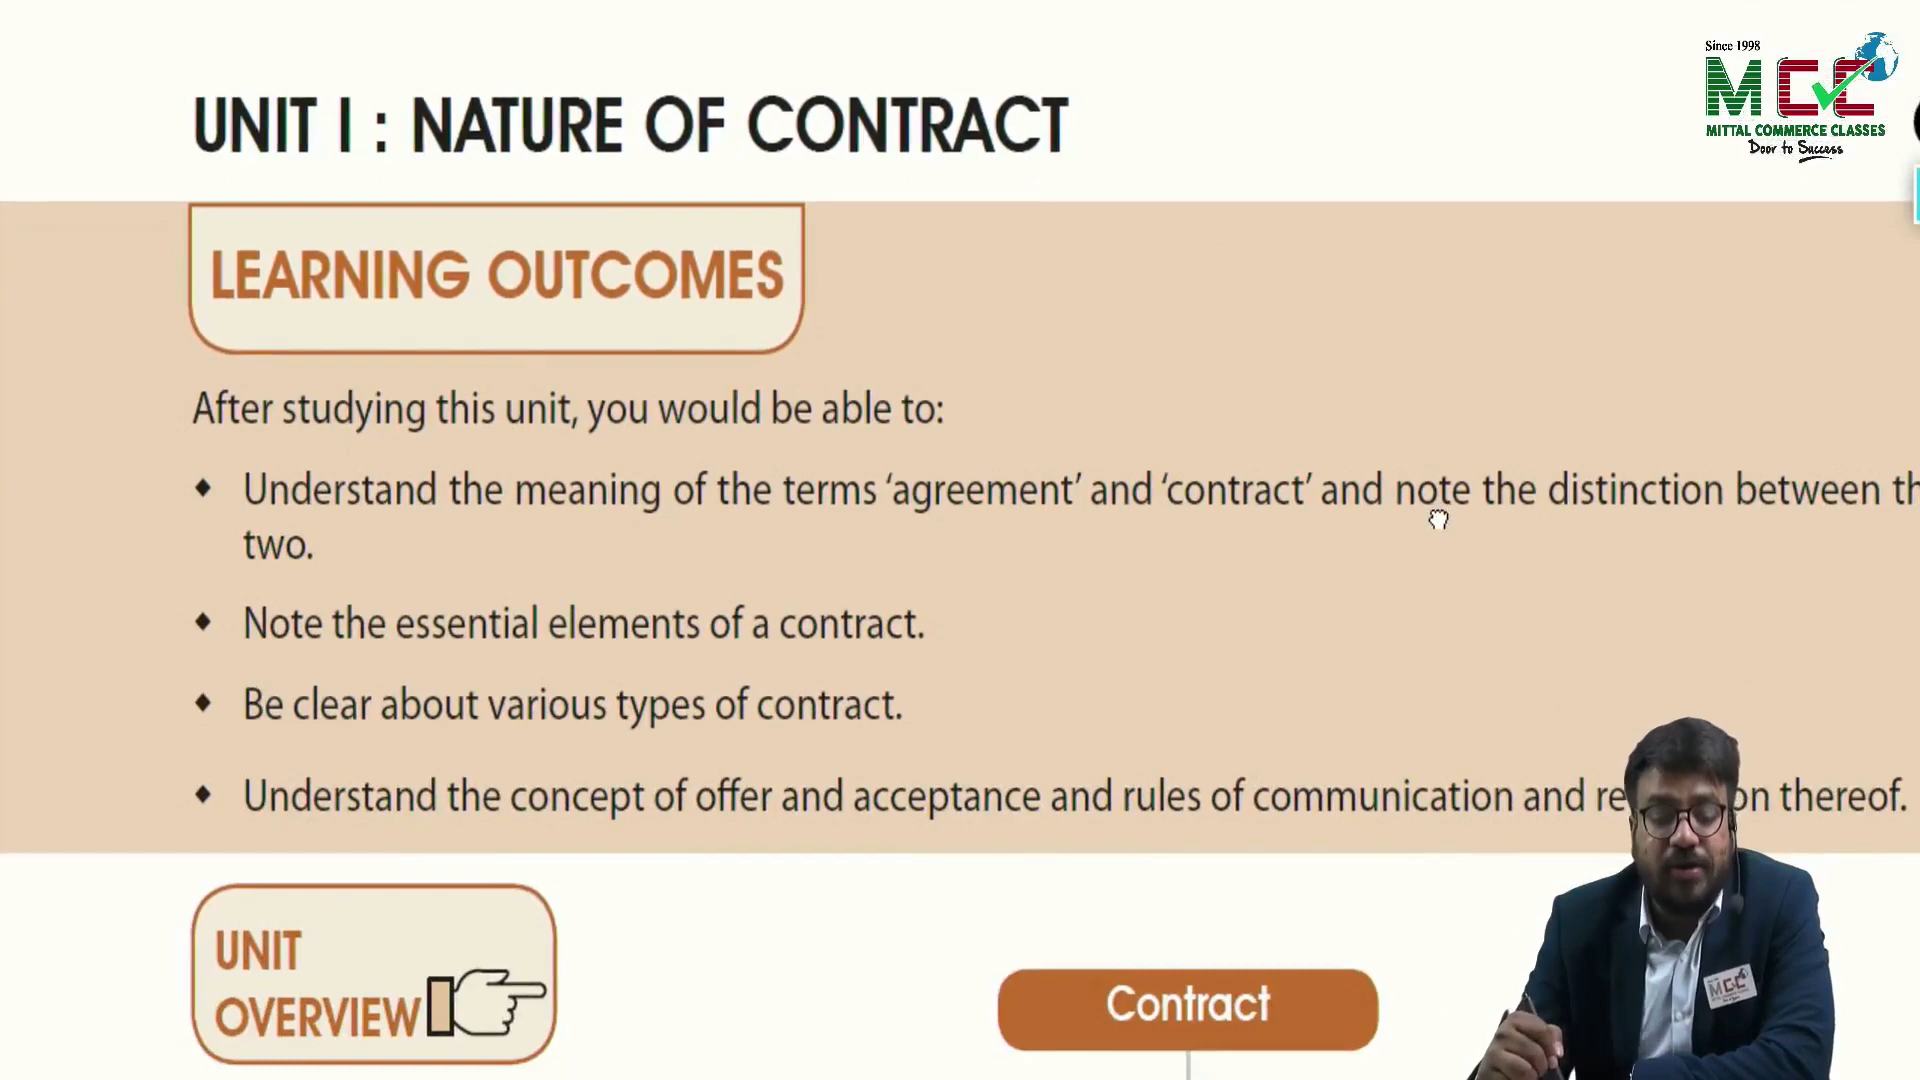 Since 1998
MCC
MITTAL COMMERCE CLASSES
Door to Success
UNIT I : NATURE OF CONTRACT
LEARNING OUTCOMES
After studying this unit, you would be able to:
◆ Understand the meaning of the terms ‘agreement’ and ‘contract’ and note the distinction between th
two.
◆ Note the essential elements of a contract.
◆ Be clear about various types of contract.
◆ Understand the concept of offer and acceptance and rules of communication and re on thereof.
UNIT
OVERVIEW
Contract
MCC